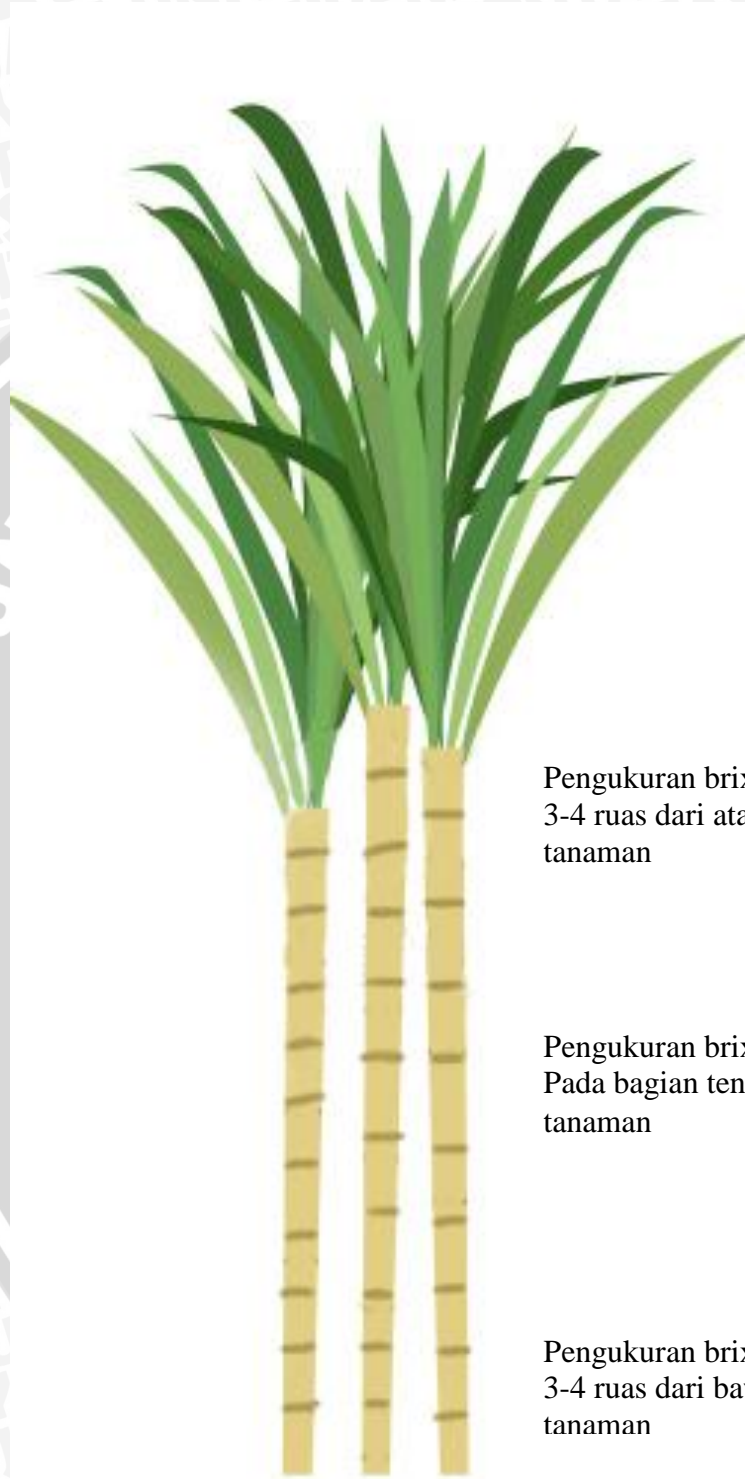 Pengukuran brix
3-4 ruas dari ata
tanaman
Pengukuran brix
Pada bagian ten
tanaman
Pengukuran brix
3-4 ruas dari ba
tanaman